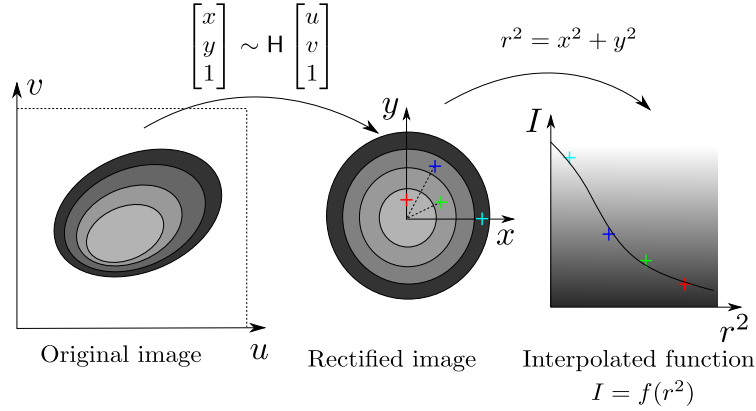 [x y 1] ~ H [u v 1]
r² = x² + y²
v
y
I
x
u
r²
Original image
Rectified image
Interpolated function
I = f(r²)